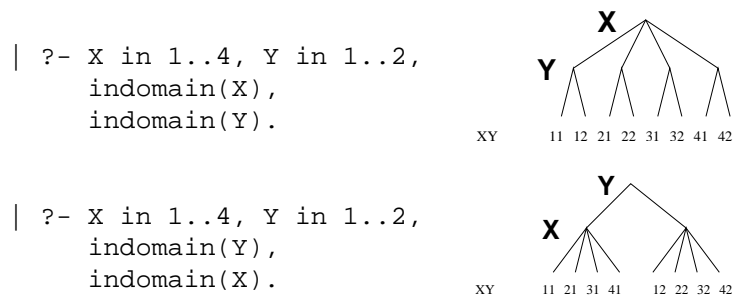 | ?- X in 1..4, Y in 1..2,
indomain(X),
indomain(Y).
X
Y
XY 11 12 21 22 31 32 41 42
| ?- X in 1..4, Y in 1..2,
indomain(Y),
indomain(X).
Y
X
XY 11 21 31 41 12 22 32 42